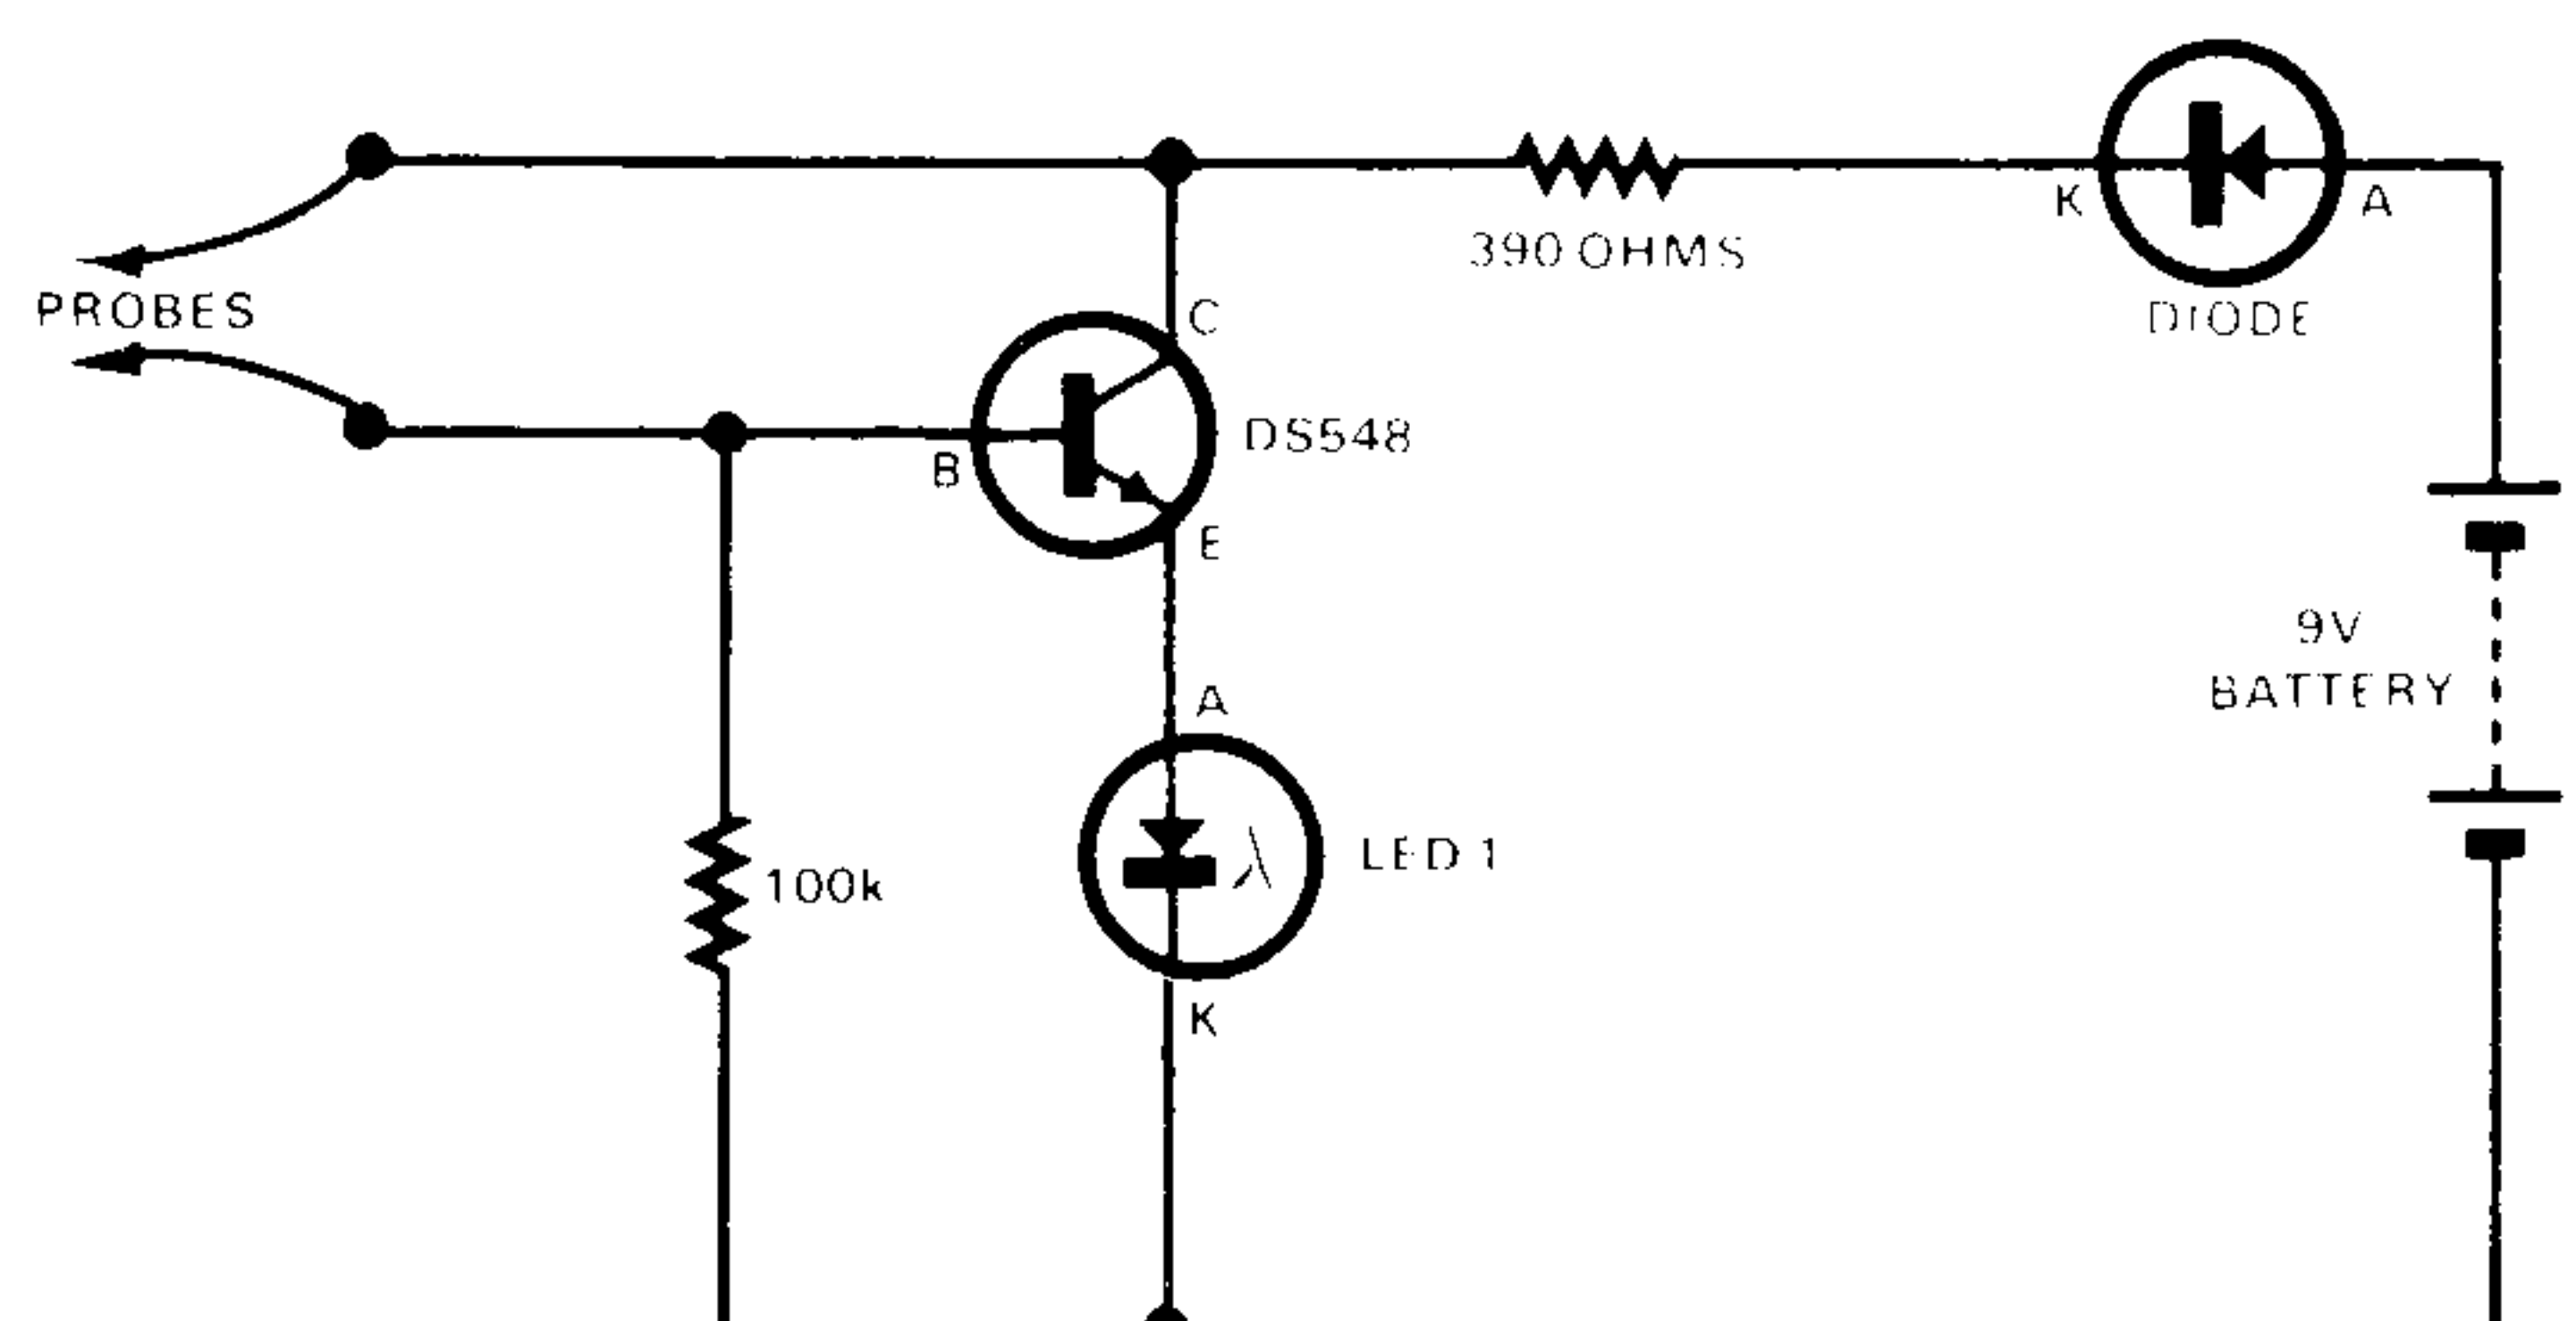 K
A
390 OHMS
PROBES
DIODE
C
DS548
B
E
9V
BATTERY
A
LED 1
λ
100k
K